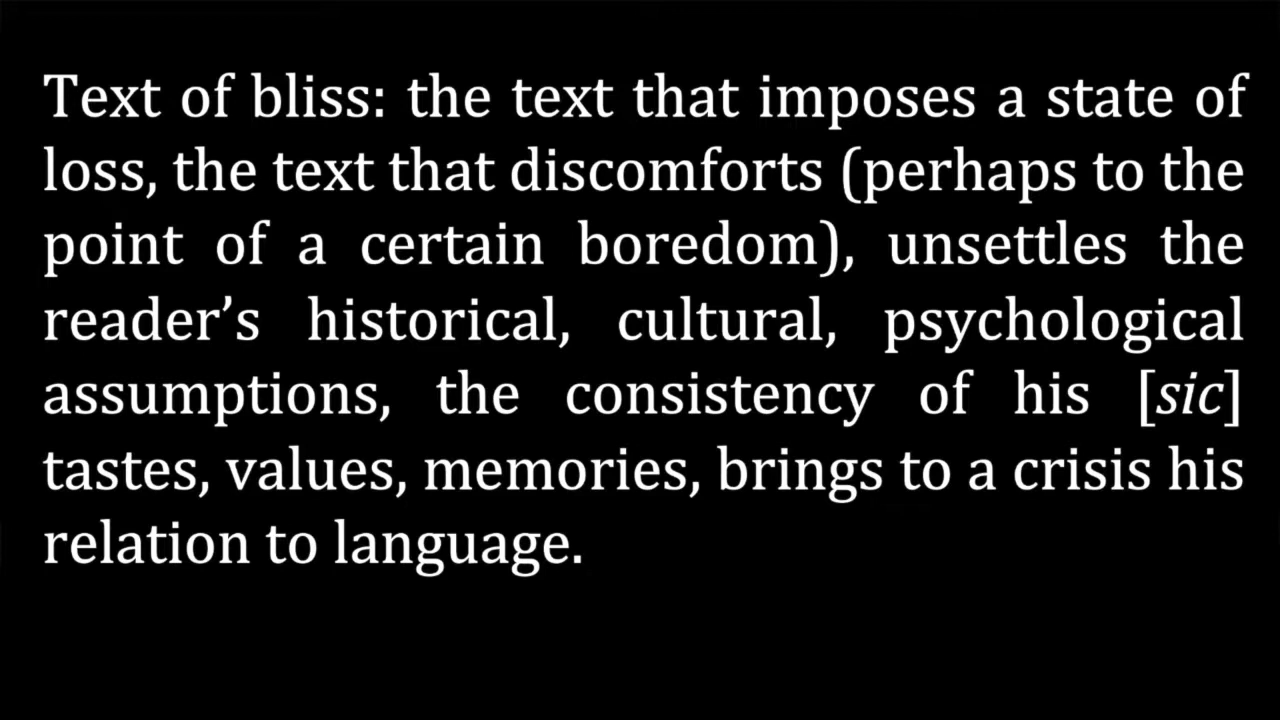 Text of bliss: the text that imposes a state of
loss, the text that discomforts (perhaps to the
point of a certain boredom), unsettles the
reader’s historical, cultural, psychological
assumptions, the consistency of his [sic]
tastes, values, memories, brings to a crisis his
relation to language.